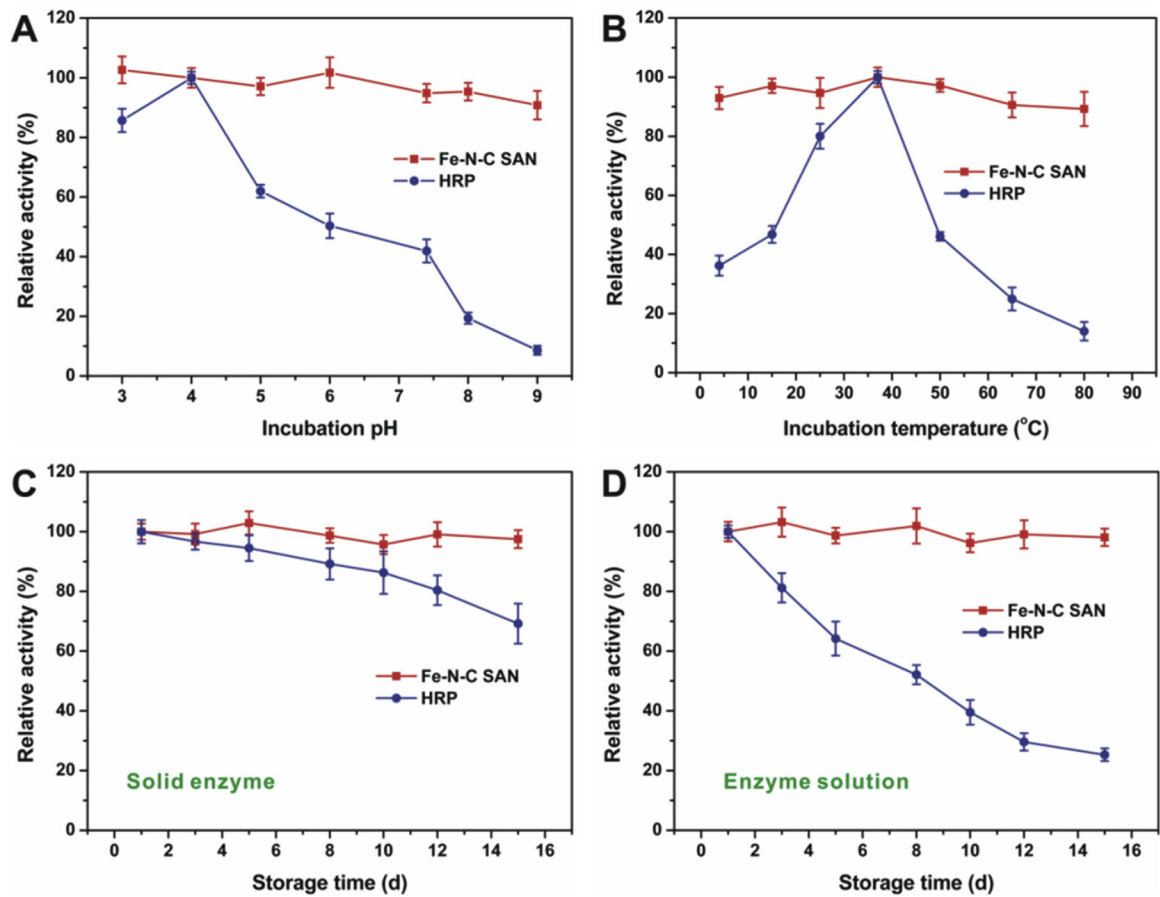 A
120
100
80
60
40
20
0
Relative activity (%)
Fe-N-C SAN
HRP
3 4 5 6 7 8 9
Incubation pH
B
120
100
80
60
40
20
0
Relative activity (%)
Fe-N-C SAN
HRP
0 10 20 30 40 50 60 70 80 90
Incubation temperature (°C)
C
120
100
80
60
40
20
0
Relative activity (%)
Fe-N-C SAN
HRP
Solid enzyme
0 2 4 6 8 10 12 14 16
Storage time (d)
D
120
100
80
60
40
20
0
Relative activity (%)
Fe-N-C SAN
HRP
Enzyme solution
0 2 4 6 8 10 12 14 16
Storage time (d)